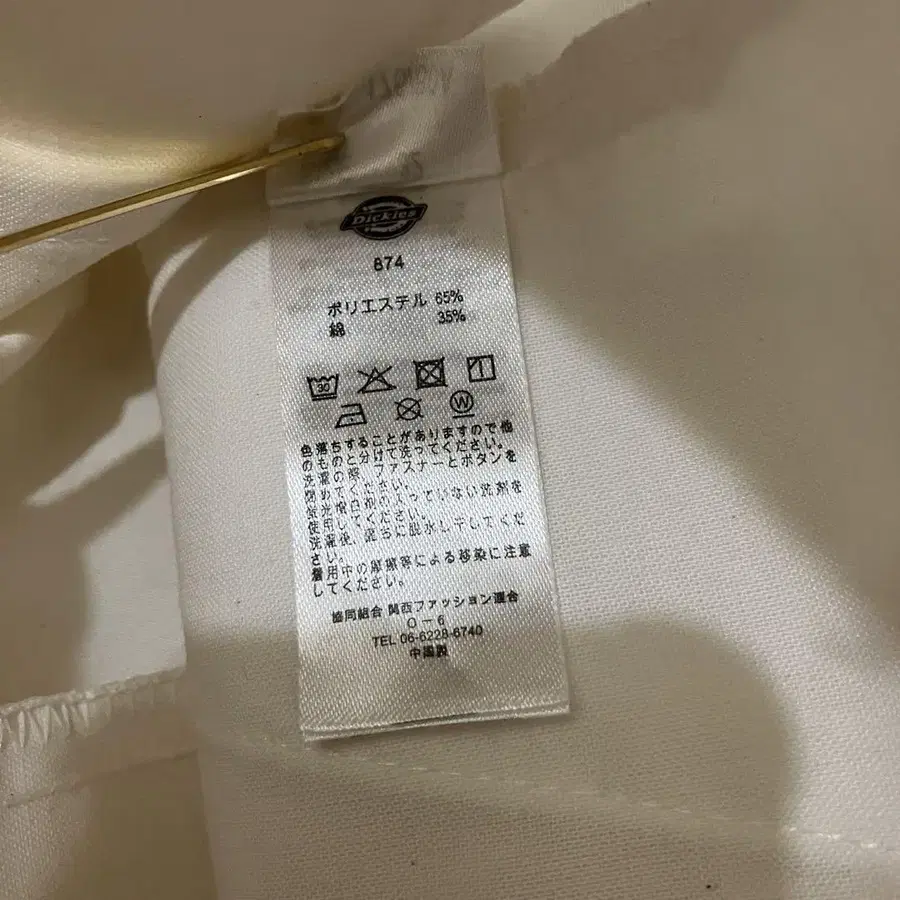 Dickies
874
ポリエステル 65%
綿 35%
30
W
色落ちすることがありますので他
のものと分けて洗ってください。
洗濯の際、ファスナーとボタンを
閉めてください。
蛍光増白剤の入っていない洗剤を
使用してください。
洗濯後、直ちに脱水し干してくだ
さい。
着用中の摩擦等による移染に注意
してください。
協同組合 関西ファッション連合
O-6
TEL 06-6228-6740
中国製